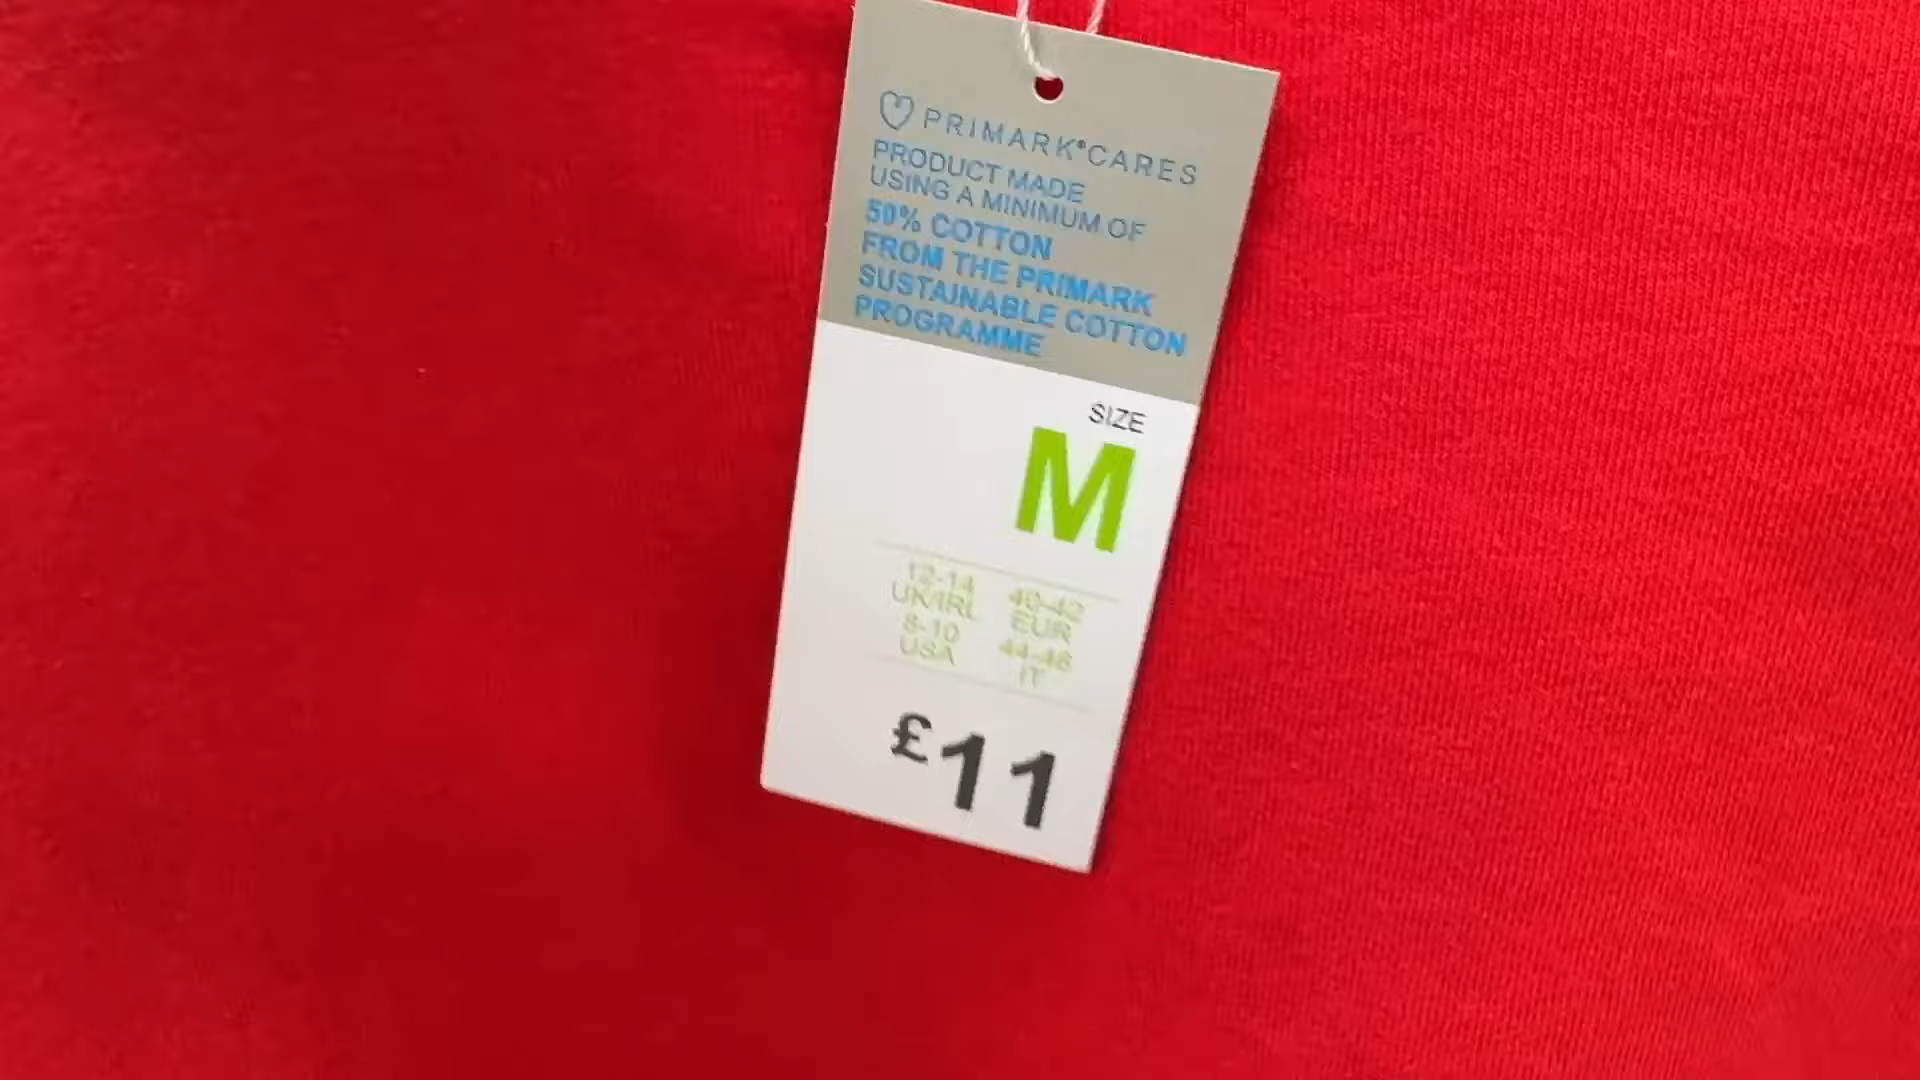 PRIMARK®CARES
PRODUCT MADE
USING A MINIMUM OF
50% COTTON
FROM THE PRIMARK
SUSTAINABLE COTTON
PROGRAMME
SIZE
M
12-14
UK/IRL
8-10
USA
40-42
EUR
44-46
IT
£11